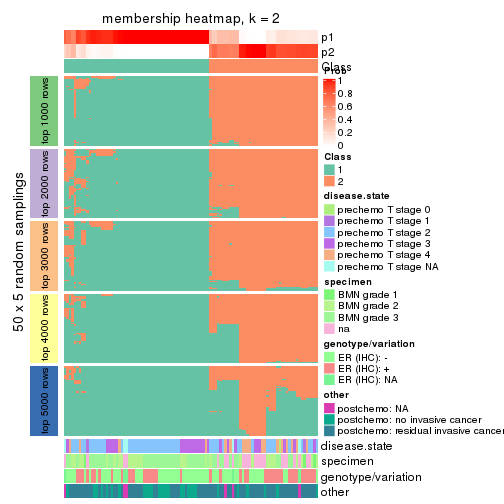 membership heatmap, k = 2
p1
p2
Class
Prob
1
0.8
0.6
0.4
0.2
0
Class
1
2
disease.state
prechemo T stage 0
prechemo T stage 1
prechemo T stage 2
prechemo T stage 3
prechemo T stage 4
prechemo T stage NA
specimen
BMN grade 1
BMN grade 2
BMN grade 3
na
genotype/variation
ER (IHC): -
ER (IHC): +
ER (IHC): NA
other
postchemo: NA
postchemo: no invasive cancer
postchemo: residual invasive cancer
50 x 5 random samplings
top 1000 rows
top 2000 rows
top 3000 rows
top 4000 rows
top 5000 rows
disease.state
specimen
genotype/variation
other